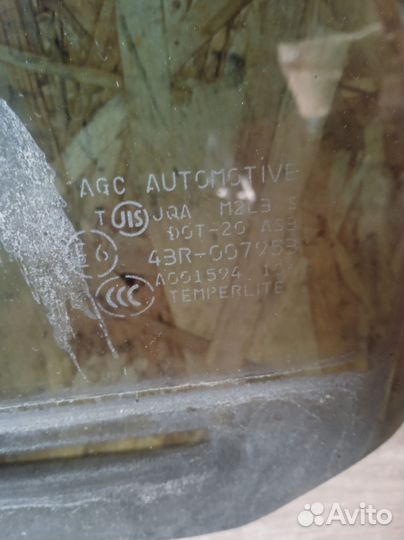 AGC AUTOMOTIVE
T JIS JQA M2L3 S
DOT-20 AS3
E6 43R-007953
CCC A001594
TEMPERLITE
Avito